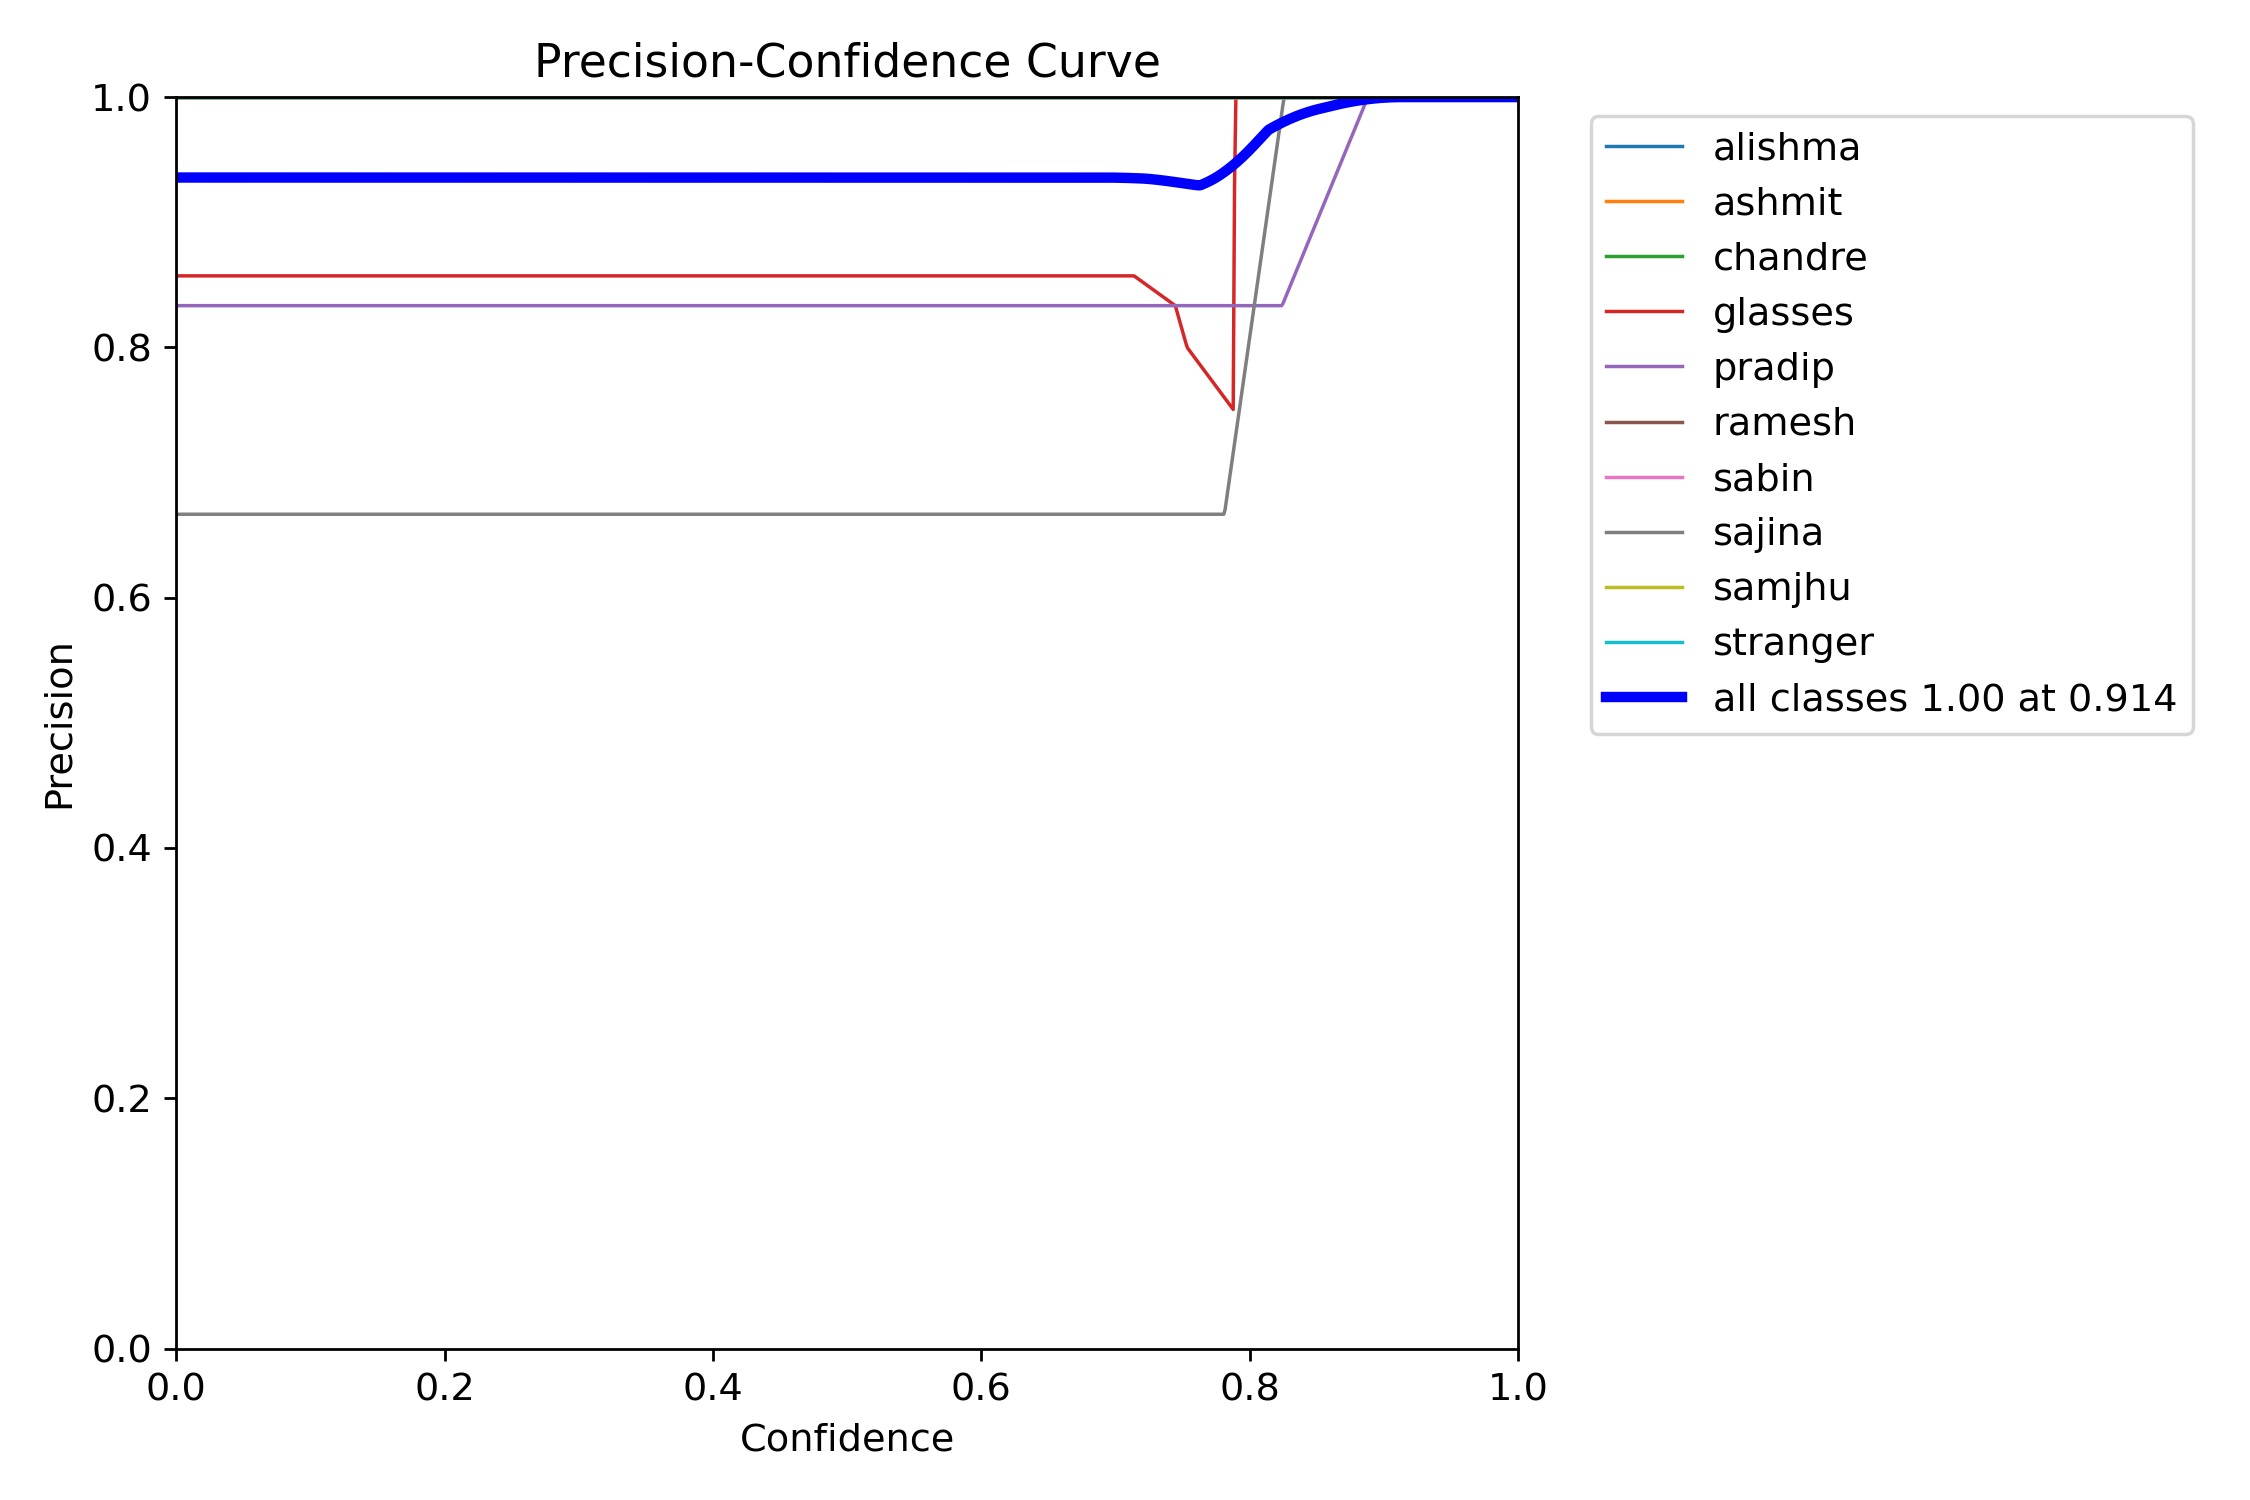 Precision-Confidence Curve
1.0
0.8
0.6
0.4
0.2
0.0
Precision
0.0 0.2 0.4 0.6 0.8 1.0
Confidence
alishma
ashmit
chandre
glasses
pradip
ramesh
sabin
sajina
samjhu
stranger
all classes 1.00 at 0.914